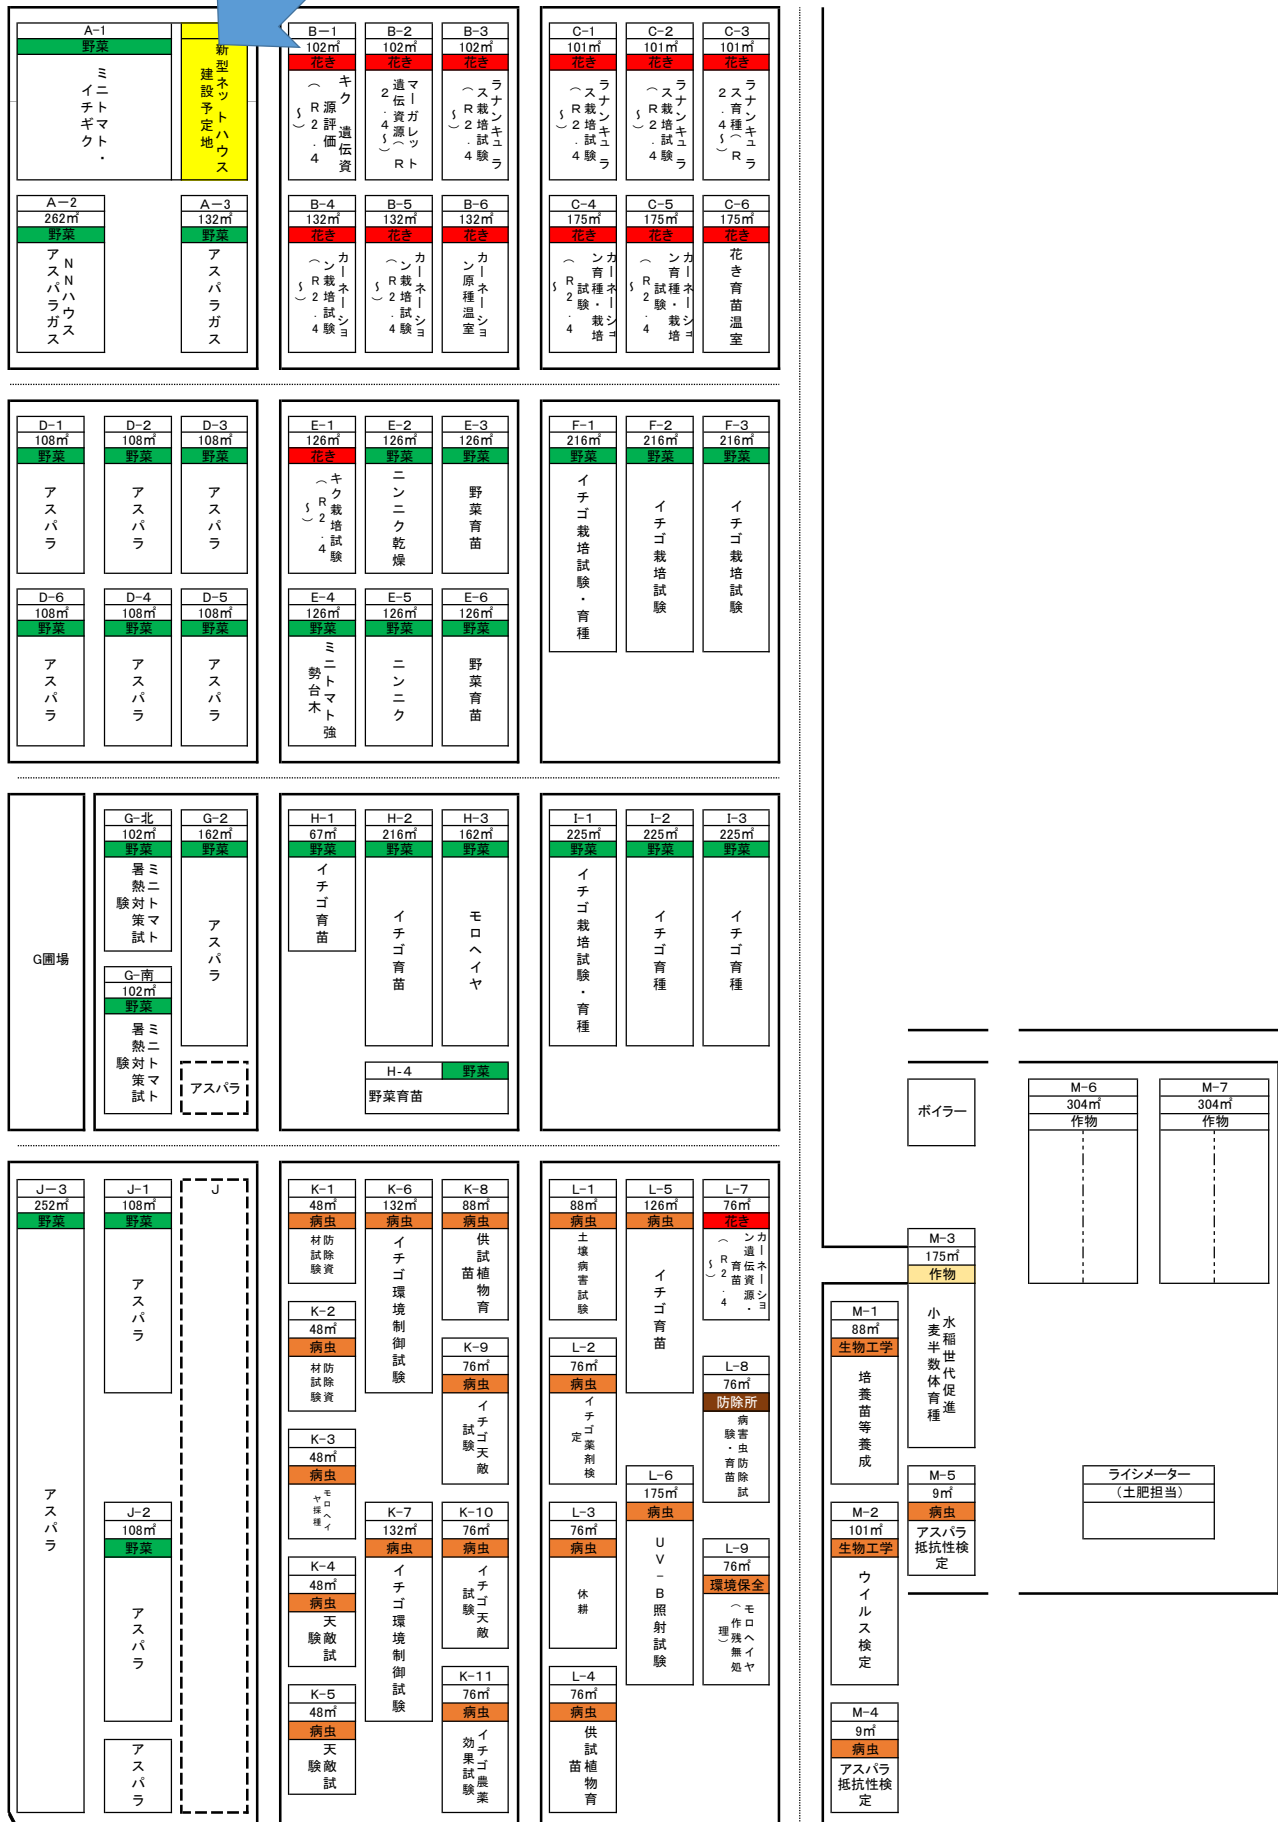 A-1
野菜
ミニトマト・
イチギク
新型ネットハウス
建設予定地
B-1
102㎡
花き
キク　遺伝資
源評価
（R2.4
～）
B-2
102㎡
花き
マーガレット
遺伝資源（R
2.4～）
B-3
102㎡
花き
ラナンキュラ
ス栽培試験
（R2.4
～）
C-1
101㎡
花き
ラナンキュラ
ス栽培試験
（R2.4
～）
C-2
101㎡
花き
ラナンキュラ
ス栽培試験
（R2.4
～）
C-3
101㎡
花き
ラナンキュラ
ス育種（R
2.4～）
A-2
262㎡
野菜
NNハウス
アスパラガス
A-3
132㎡
野菜
アスパラガス
B-4
132㎡
花き
カーネーショ
ン栽培試験
（R2.4
～）
B-5
132㎡
花き
カーネーショ
ン栽培試験
（R2.4
～）
B-6
132㎡
花き
カーネーショ
ン原種温室
C-4
175㎡
花き
カーネーショ
ン育種・栽培
試験
（R2.4
～
C-5
175㎡
花き
カーネーショ
ン育種・栽培
試験
（R2.4
～
C-6
175㎡
花き
花き育苗温室
D-1
108㎡
野菜
アスパラ
D-2
108㎡
野菜
アスパラ
D-3
108㎡
野菜
アスパラ
E-1
126㎡
花き
キク栽培試験
（R2.4
～）
E-2
126㎡
野菜
ニンニク乾燥
E-3
126㎡
野菜
野菜育苗
F-1
216㎡
野菜
イチゴ栽培試験・育種
F-2
216㎡
野菜
イチゴ栽培試験
F-3
216㎡
野菜
イチゴ栽培試験
D-6
108㎡
野菜
アスパラ
D-4
108㎡
野菜
アスパラ
D-5
108㎡
野菜
アスパラ
E-4
126㎡
野菜
ミニトマト強
勢台木
E-5
126㎡
野菜
ニンニク
E-6
126㎡
野菜
野菜育苗
G圃場
G-北
102㎡
野菜
ミニトマト
暑熱対策試
験
G-2
162㎡
野菜
アスパラ
G-南
102㎡
野菜
ミニトマト
暑熱対策試
験
アスパラ
H-1
67㎡
野菜
イチゴ育苗
H-2
216㎡
野菜
イチゴ育苗
H-3
162㎡
野菜
モロヘイヤ
H-4
野菜
野菜育苗
I-1
225㎡
野菜
イチゴ栽培試験・育種
I-2
225㎡
野菜
イチゴ育種
I-3
225㎡
野菜
イチゴ育種
ボイラー
M-6
304㎡
作物
M-7
304㎡
作物
J-3
252㎡
野菜
アスパラ
J-1
108㎡
野菜
アスパラ
J
J-2
108㎡
野菜
アスパラ
アスパラ
K-1
48㎡
病虫
防除資
材試験
K-2
48㎡
病虫
防除資
材試験
K-3
48㎡
病虫
モロヘイ
ヤ採種
K-4
48㎡
病虫
天敵試
験
K-5
48㎡
病虫
天敵試
験
K-6
132㎡
病虫
イチゴ環境制御試験
K-7
132㎡
病虫
イチゴ環境制御試験
K-8
88㎡
病虫
供試植物育
苗
K-9
76㎡
病虫
イチゴ天敵
試験
K-10
76㎡
病虫
イチゴ天敵
試験
K-11
76㎡
病虫
イチゴ農薬
効果試験
L-1
88㎡
病虫
土壌病害試験
L-2
76㎡
病虫
イチゴ薬剤検
定
L-3
76㎡
病虫
休耕
L-4
76㎡
病虫
供試植物育
苗
L-5
126㎡
病虫
イチゴ育苗
L-6
175㎡
病虫
UV-B照射試験
L-7
76㎡
花き
カーネーショ
ン遺伝資源・
育苗
（R2.4
～）
L-8
76㎡
防除所
病害虫防除試
験・育苗
L-9
76㎡
環境保全
モロヘイヤ
（作残無処
理）
M-3
175㎡
作物
水稲世代促進
小麦半数体育種
M-1
88㎡
生物工学
培養苗等養成
M-5
9㎡
病虫
アスパラ
抵抗性検
定
M-2
101㎡
生物工学
ウイルス検定
M-4
9㎡
病虫
アスパラ
抵抗性検
定
ライシメーター
（土肥担当）